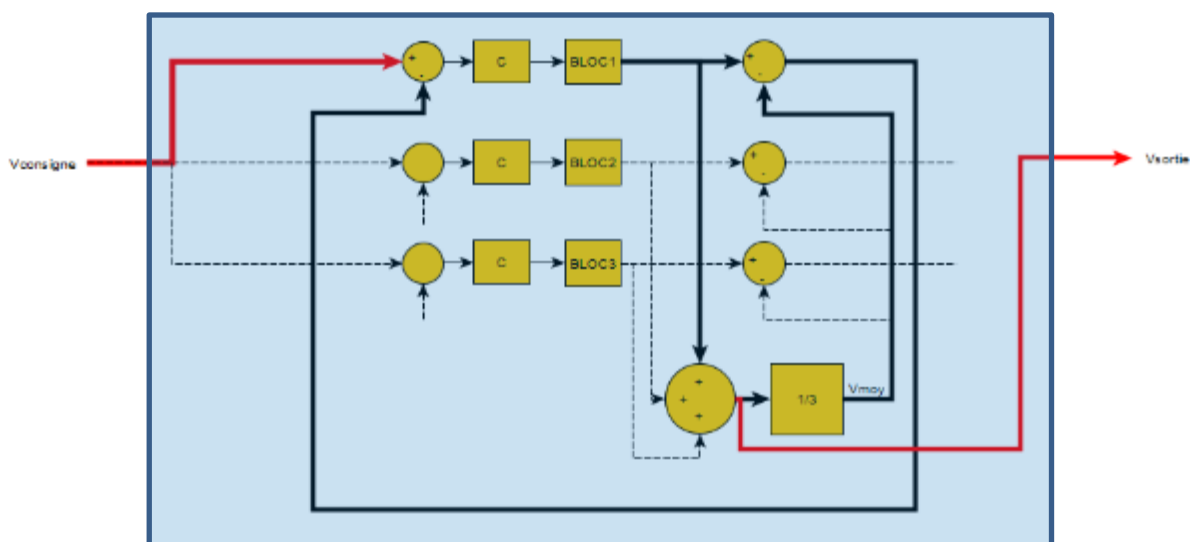 +
-
C
BLOC1
+
-
Vconsigne
C
BLOC2
+
-
Vsortie
C
BLOC3
+
-
+
+
+
1/3
Vmoy